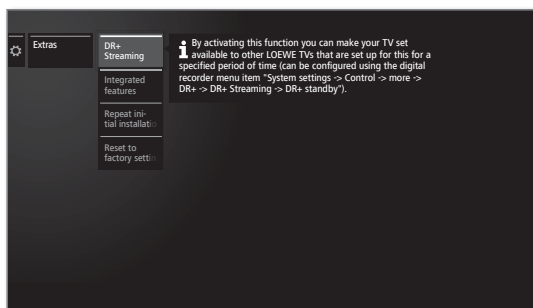 Extras
DR+
Streaming
Integrated
features
Repeat ini-
tial installatio
Reset to
factory settin
By activating this function you can make your TV set
available to other LOEWE TVs that are set up for this for a
specified period of time (can be configured using the digital
recorder menu item "System settings -> Control -> more ->
DR+ -> DR+ Streaming -> DR+ standby").